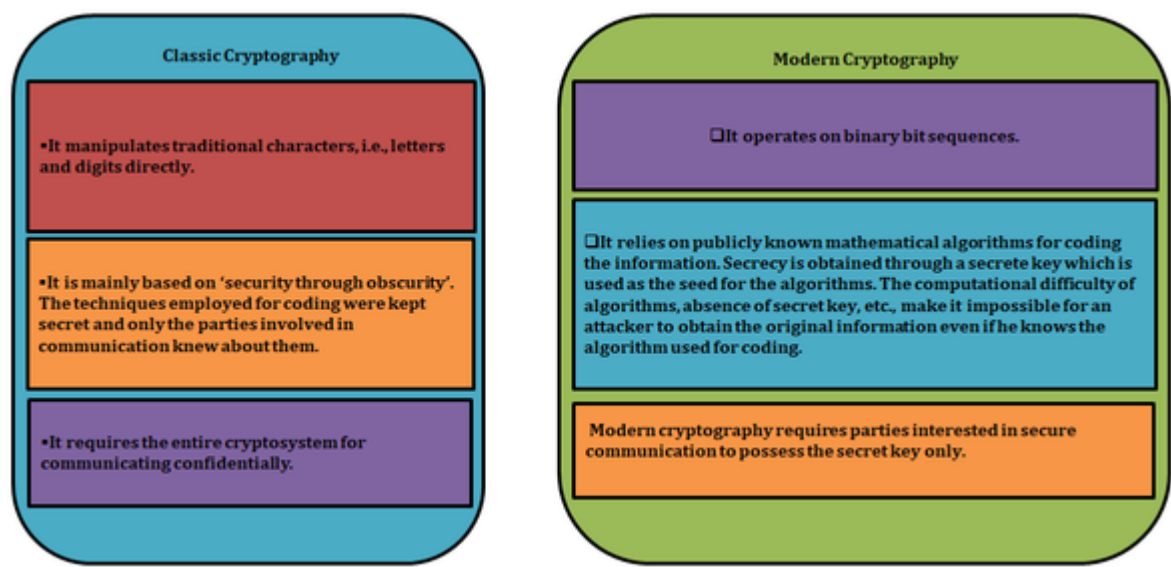 Classic Cryptography
▪It manipulates traditional characters, i.e., letters
and digits directly.
▪It is mainly based on ‘security through obscurity’.
The techniques employed for coding were kept
secret and only the parties involved in
communication knew about them.
▪It requires the entire cryptosystem for
communicating confidentially.
Modern Cryptography
❑It operates on binary bit sequences.
❑It relies on publicly known mathematical algorithms for coding
the information. Secrecy is obtained through a secrete key which is
used as the seed for the algorithms. The computational difficulty of
algorithms, absence of secret key, etc., make it impossible for an
attacker to obtain the original information even if he knows the
algorithm used for coding.
Modern cryptography requires parties interested in secure
communication to possess the secret key only.